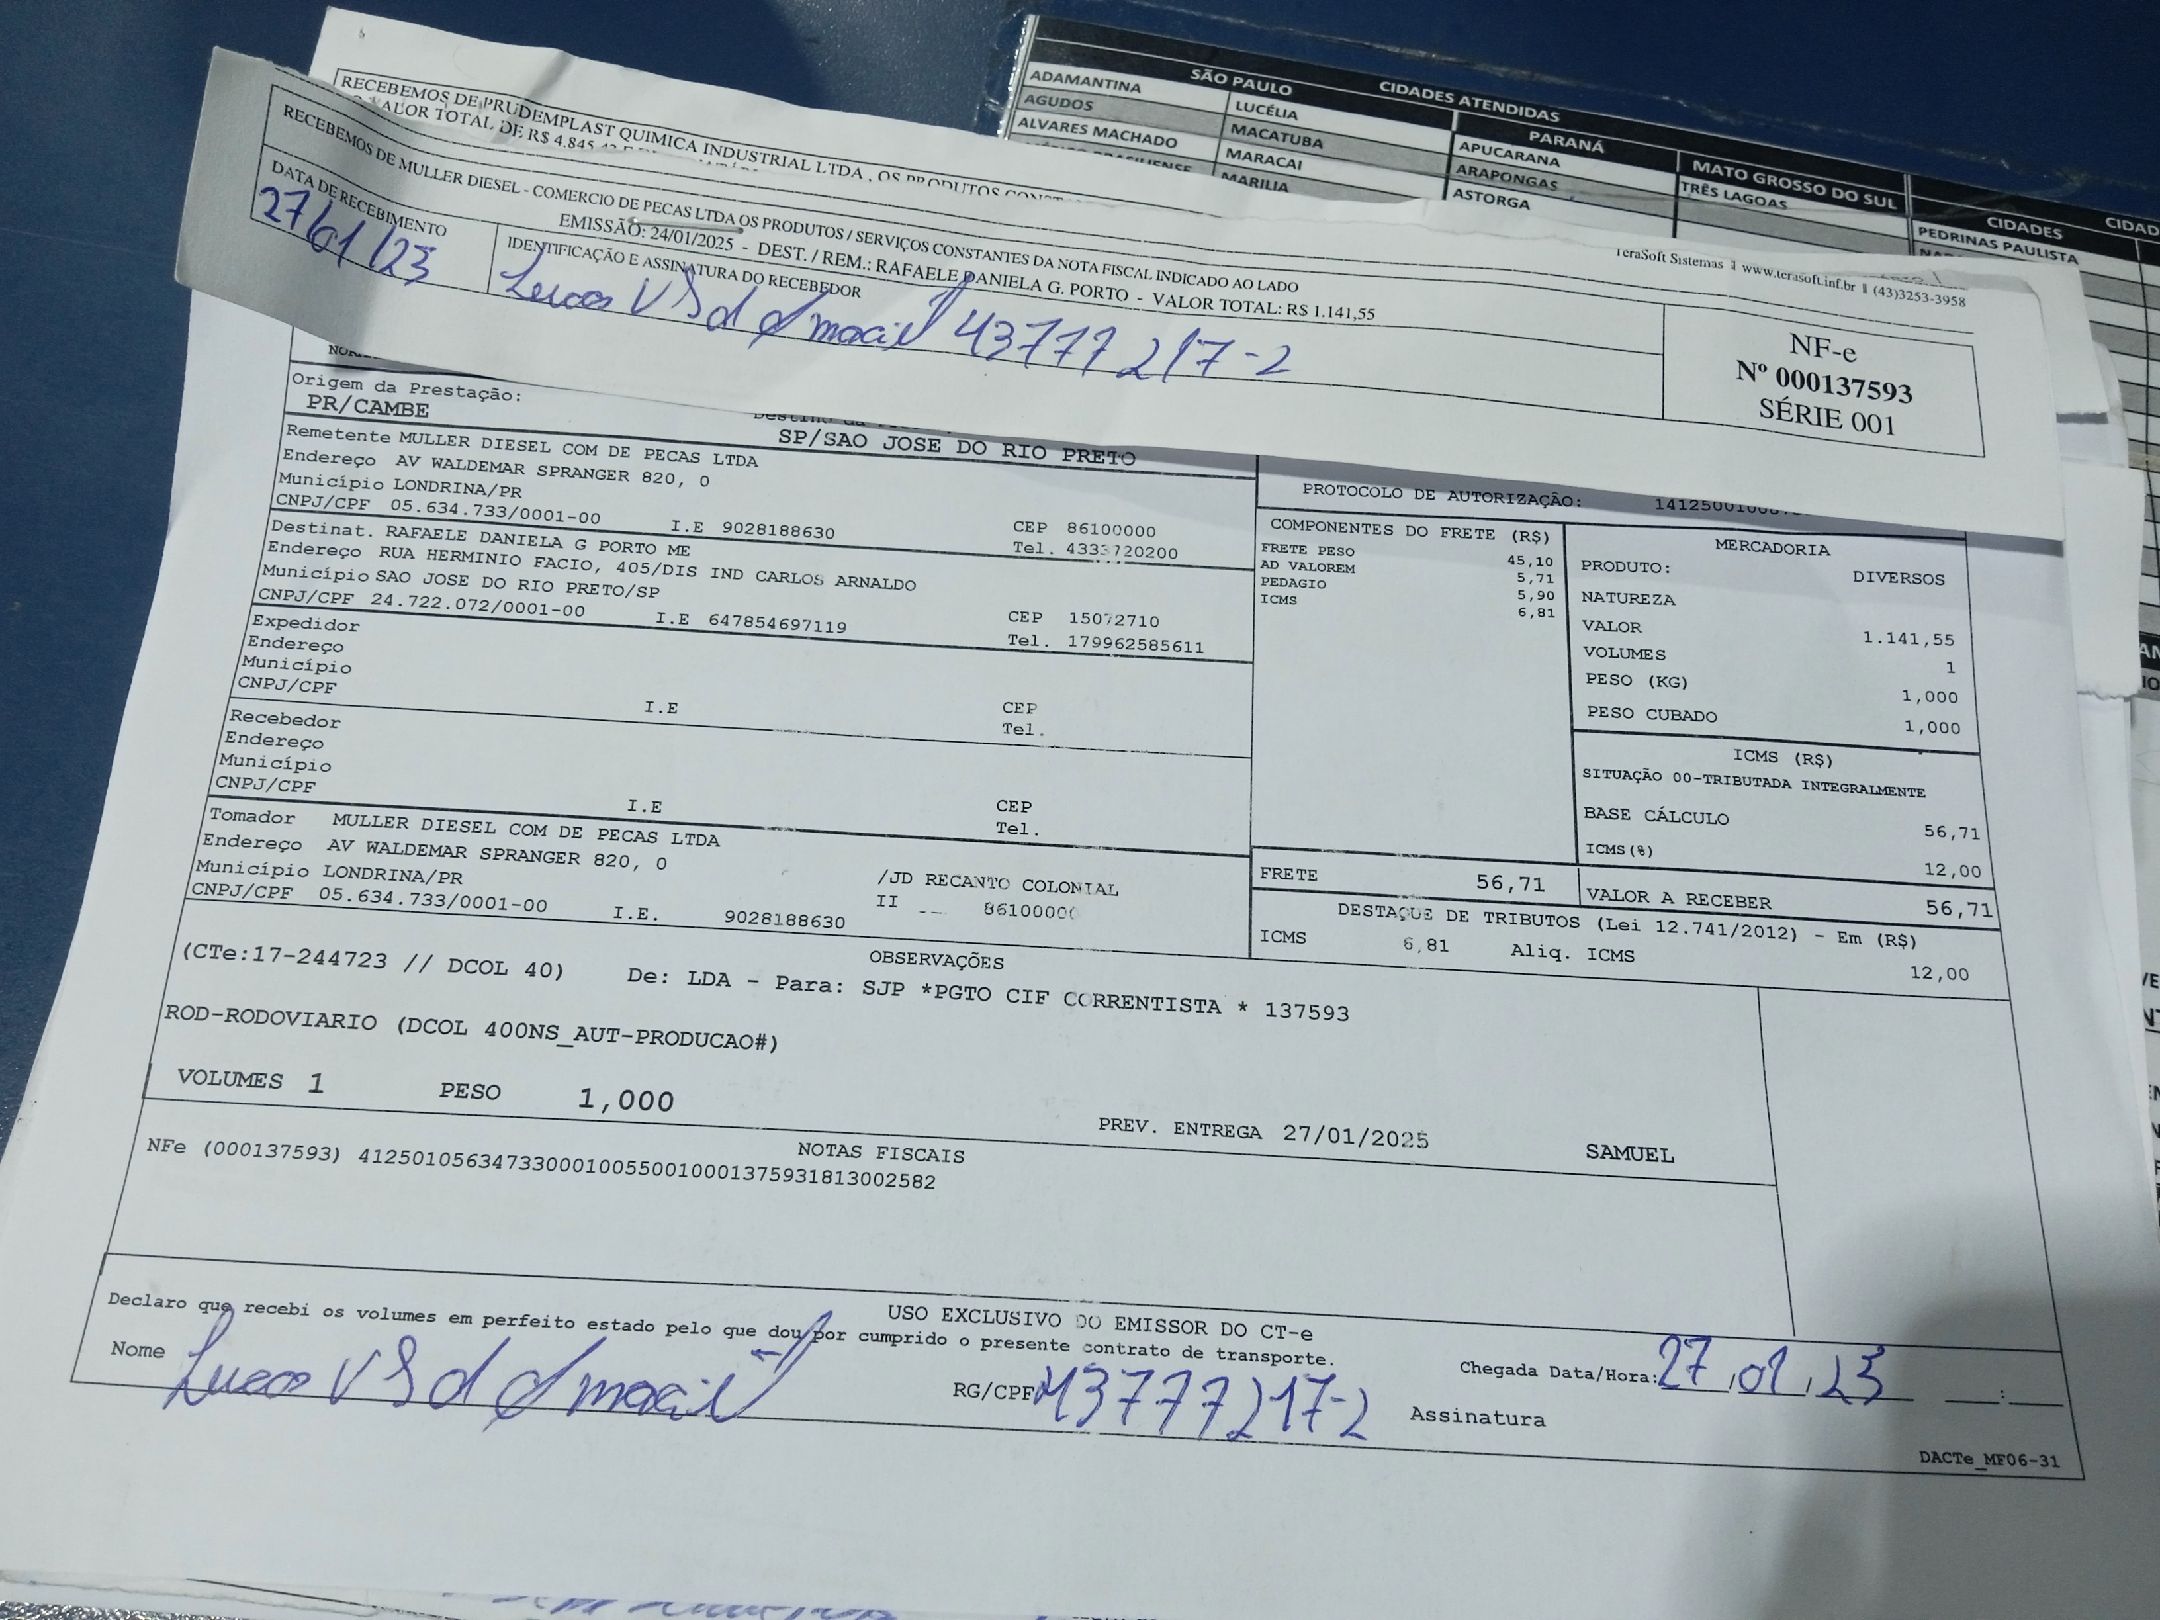 RECEBEMOS DE PRUDEMPLAST QUIMICA INDUSTRIAL LTDA , OS PRODUTOS
VALOR TOTAL DE R$ 4.845
RECEBEMOS DE MULLER DIESEL - COMERCIO DE PECAS LTDA OS PRODUTOS / SERVIÇOS CONSTANTES DA NOTA FISCAL INDICADO AO LADO
EMISSÃO: 24/01/2025 - DEST. / REM.: RAFAELE DANIELA G. PORTO - VALOR TOTAL: R$ 1.141,55
DATA DE RECEBIMENTO
27/01/23
IDENTIFICAÇÃO E ASSINATURA DO RECEBEDOR
Lucas V S d maciel 43777217-2
TeraSoft Sistemas www.terasoft.inf.br (43)3253-3958
NF-e
Nº 000137593
SÉRIE 001
CIDADES ATENDIDAS
SÃO PAULO
PARANÁ
MATO GROSSO DO SUL
CIDADES
ADAMANTINA LUCÉLIA APUCARANA TRÊS LAGOAS PEDRINAS PAULISTA
AGUDOS MACATUBA ARAPONGAS
ALVARES MACHADO MARACAI ASTORGA
MARILIA
Origem da Prestação:
PR/CAMBE
SP/SAO JOSE DO RIO PRETO
Remetente MULLER DIESEL COM DE PECAS LTDA
Endereço AV WALDEMAR SPRANGER 820, 0
Município LONDRINA/PR
CNPJ/CPF 05.634.733/0001-00 I.E 9028188630 CEP 86100000
Tel. 4333720200
Destinat. RAFAELE DANIELA G PORTO ME
Endereço RUA HERMINIO FACIO, 405/DIS IND CARLOS ARNALDO
Município SAO JOSE DO RIO PRETO/SP
CNPJ/CPF 24.722.072/0001-00 I.E 647854697119 CEP 15072710
Tel. 179962585611
Expedidor
Endereço
Município
CNPJ/CPF I.E CEP
Tel.
Recebedor
Endereço
Município
CNPJ/CPF I.E CEP
Tel.
Tomador MULLER DIESEL COM DE PECAS LTDA
Endereço AV WALDEMAR SPRANGER 820, 0
/JD RECANTO COLONIAL
Município LONDRINA/PR
II 86100000
CNPJ/CPF 05.634.733/0001-00 I.E. 9028188630
PROTOCOLO DE AUTORIZAÇÃO:
COMPONENTES DO FRETE (R$)
FRETE PESO 45,10
AD VALOREM 5,71
PEDAGIO 5,90
ICMS 6,81
MERCADORIA
PRODUTO: DIVERSOS
NATUREZA
VALOR 1.141,55
VOLUMES 1
PESO (KG) 1,000
PESO CUBADO 1,000
ICMS (R$)
SITUAÇÃO 00-TRIBUTADA INTEGRALMENTE
BASE CÁLCULO 56,71
ICMS(%) 12,00
FRETE 56,71
VALOR A RECEBER 56,71
DESTAQUE DE TRIBUTOS (Lei 12.741/2012) - Em (R$)
ICMS 6,81 Aliq. ICMS 12,00
OBSERVAÇÕES
(CTe:17-244723 // DCOL 40) De: LDA - Para: SJP *PGTO CIF CORRENTISTA * 137593
ROD-RODOVIARIO (DCOL 400NS_AUT-PRODUCAO#)
VOLUMES 1 PESO 1,000
PREV. ENTREGA 27/01/2025 SAMUEL
NOTAS FISCAIS
NFe (000137593) 41250105634733000100550010001375931813002582
USO EXCLUSIVO DO EMISSOR DO CT-e
Declaro que recebi os volumes em perfeito estado pelo que dou por cumprido o presente contrato de transporte.
Nome Lucas V S d maciel
RG/CPF 43777217-2
Chegada Data/Hora: 27,01,23 :
Assinatura
DACTe_MF06-31